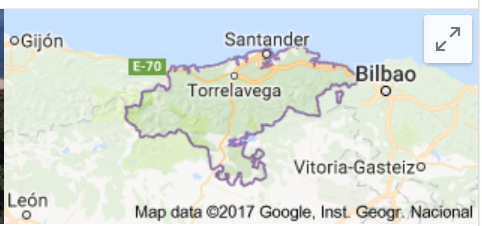 Gijón
Santander
E-70
Torrelavega
Bilbao
Vitoria-Gasteiz
León
Map data ©2017 Google, Inst. Geogr. Nacional